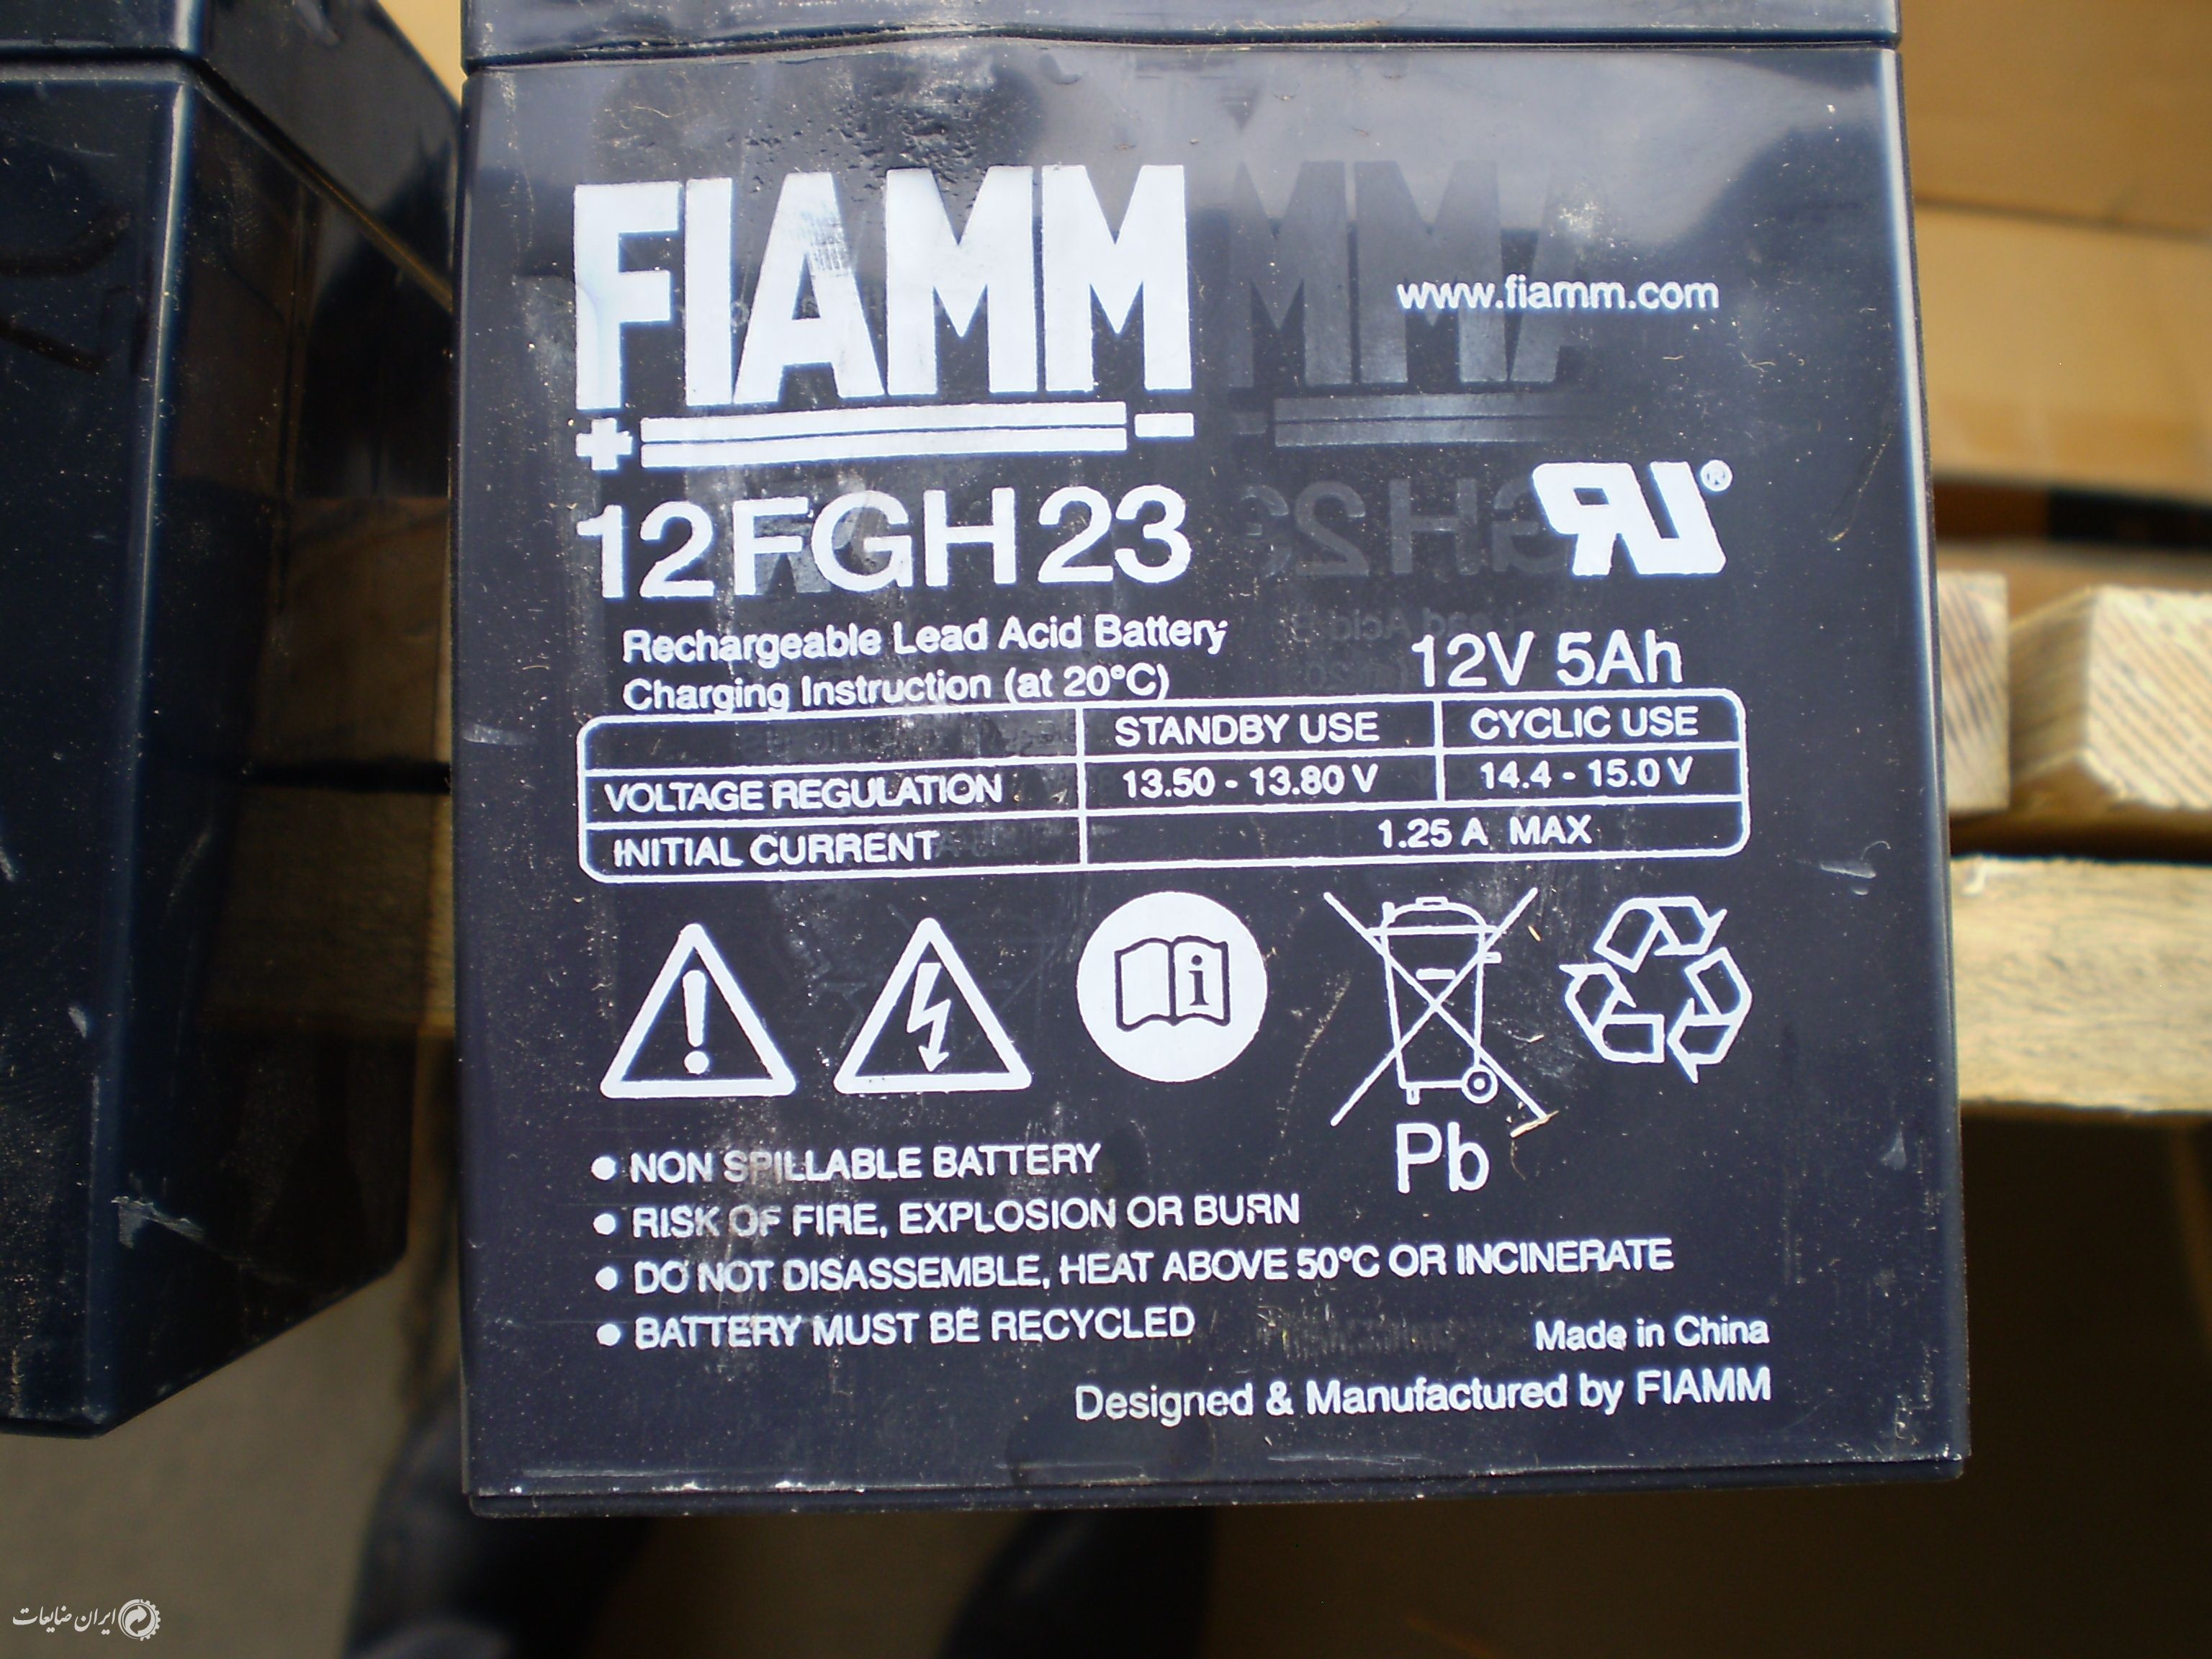 FIAMM
www.fiamm.com
+ -
12FGH23
RU®
Rechargeable Lead Acid Battery
12V 5Ah
Charging Instruction (at 20°C)
STANDBY USE CYCLIC USE
VOLTAGE REGULATION 13.50 - 13.80 V 14.4 - 15.0 V
INITIAL CURRENT 1.25 A MAX
Pb
● NON SPILLABLE BATTERY
● RISK OF FIRE, EXPLOSION OR BURN
● DO NOT DISASSEMBLE, HEAT ABOVE 50°C OR INCINERATE
● BATTERY MUST BE RECYCLED
Made in China
Designed & Manufactured by FIAMM
ایران ضایعات